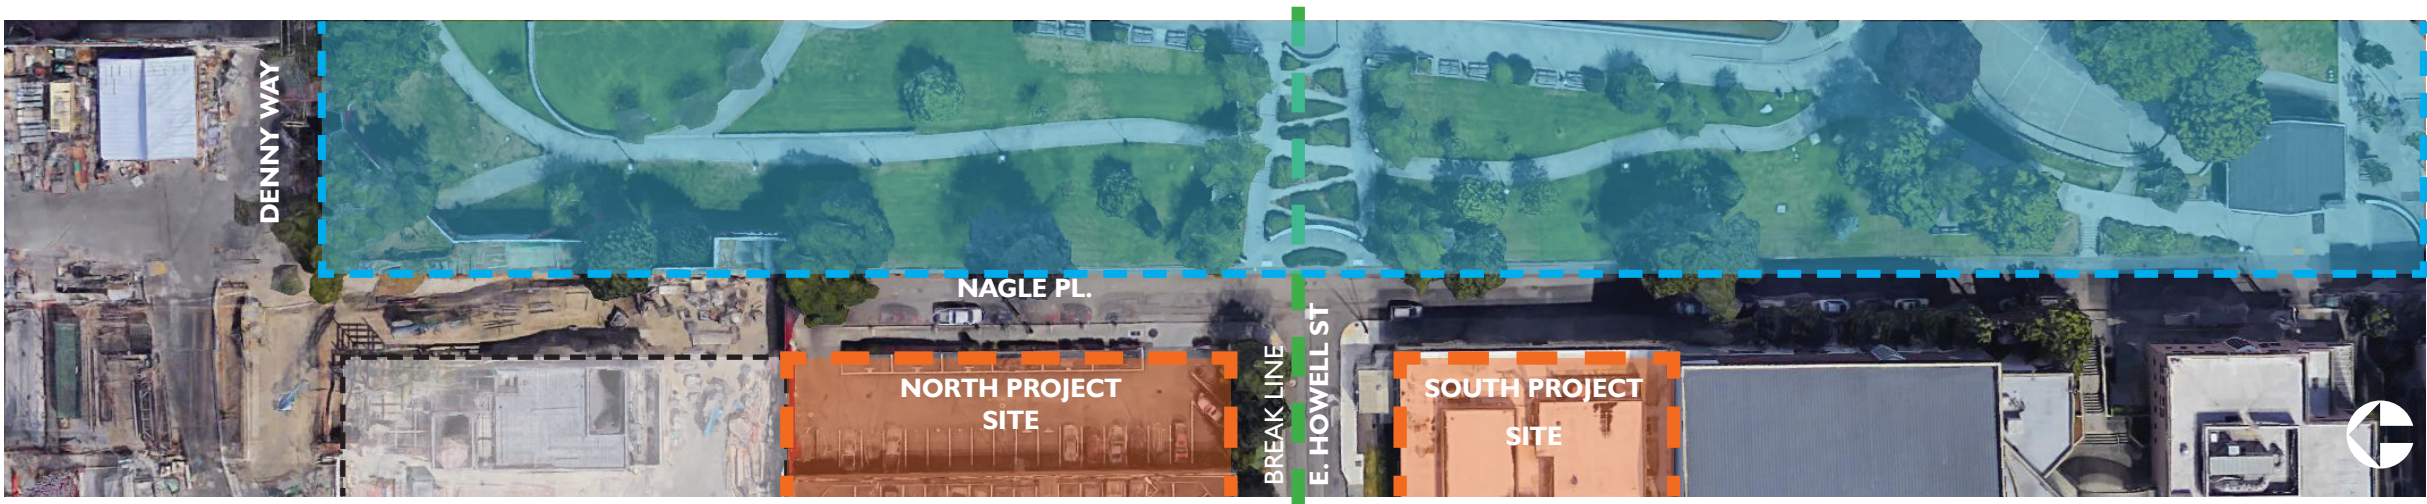 DENNY WAY
NAGLE PL.
NORTH PROJECT
SITE
BREAK LINE
E. HOWELL ST
SOUTH PROJECT
SITE